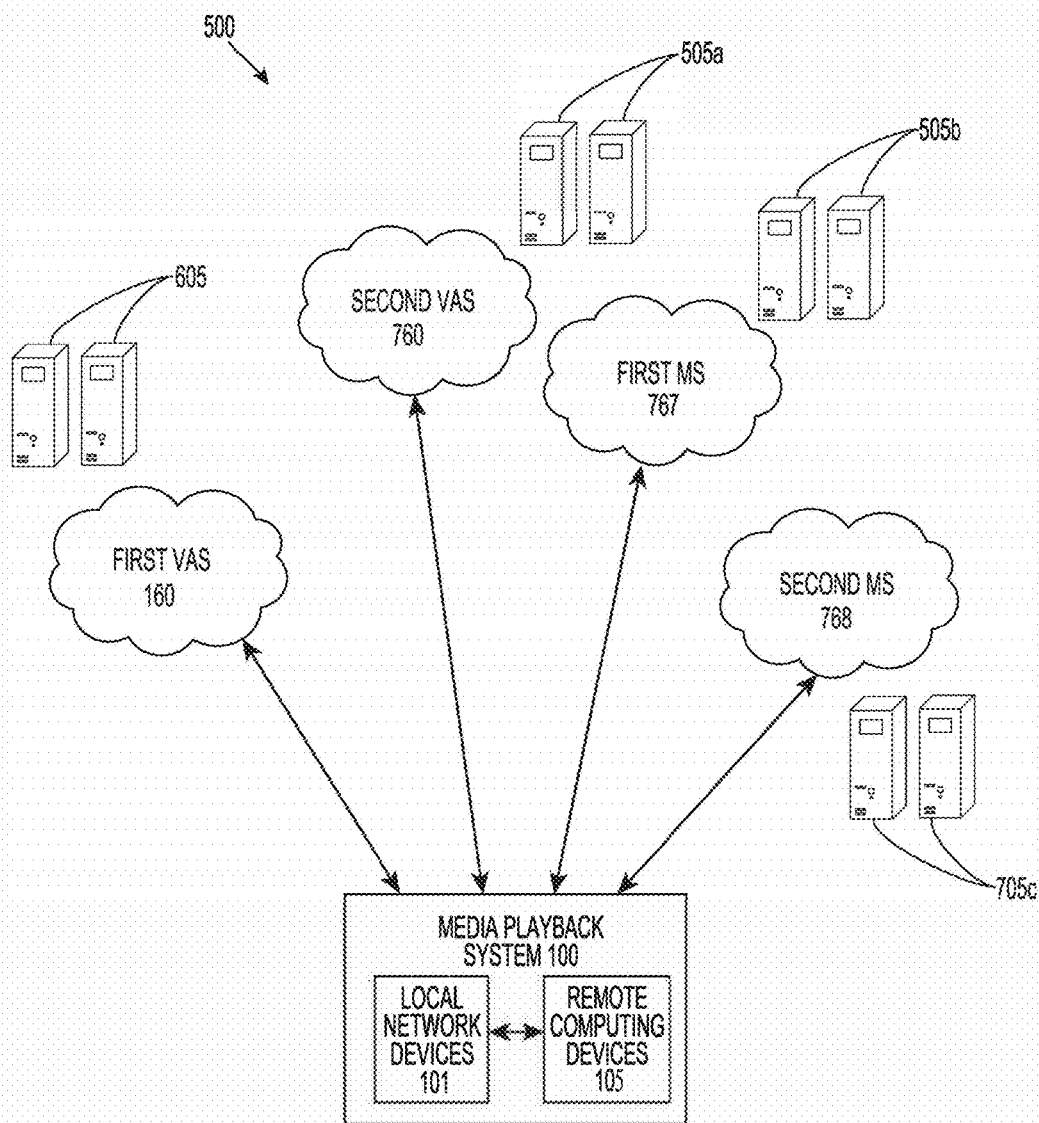 500
505a
505b
605
SECOND VAS
760
FIRST MS
767
FIRST VAS
160
SECOND MS
768
705c
MEDIA PLAYBACK
SYSTEM 100
LOCAL
NETWORK
DEVICES
101
REMOTE
COMPUTING
DEVICES
105